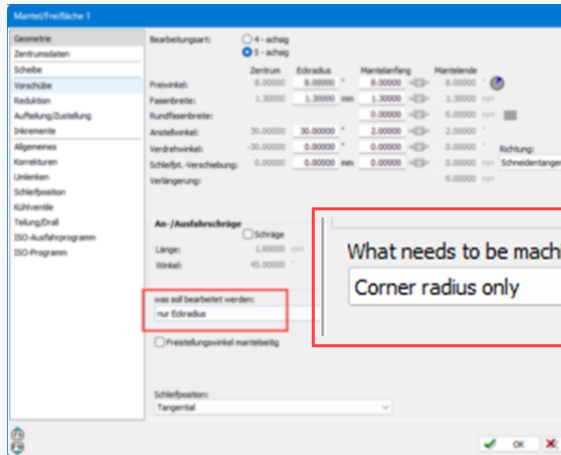 Mantel/Freifläche 1
Geometrie
Zentrumsdaten
Scheibe
Vorschübe
Reduktion
Aufteilung/Zustellung
Inkremente
Allgemeines
Korrekturen
Umlenken
Schleifposition
Kühlventile
Teilung/Drall
ISO-Ausfahrprogramm
ISO-Programm
Bearbeitungsart:
4 - achsig
5 - achsig
Zentrum Eckradius Mantelanfang Mantelende
Freiwinkel: 8.00000 8.00000 ° 8.00000 8.00000 °
Fasenbreite: 1.30000 1.30000 mm 1.30000 1.30000 mm
Rundfasenbreite: 0.00000 0.00000 mm
Anstellwinkel: 30.00000 30.00000 ° 2.00000 2.00000 °
Verdrehwinkel: -30.00000 0.00000 ° 0.00000 0.00000 ° Richtung:
Schleifpt.-Verschiebung: 0.00000 0.00000 mm 0.00000 0.00000 mm Schneidentangen
Verlängerung: 0.00000 mm
An-/Ausfahrschräge
Schräge
Länge: 1.60000 mm
Winkel: 45.00000 °
was soll bearbeitet werden:
nur Eckradius
What needs to be machi
Corner radius only
Freistellungswinkel mantelseitig
Schleifposition:
Tangential
OK